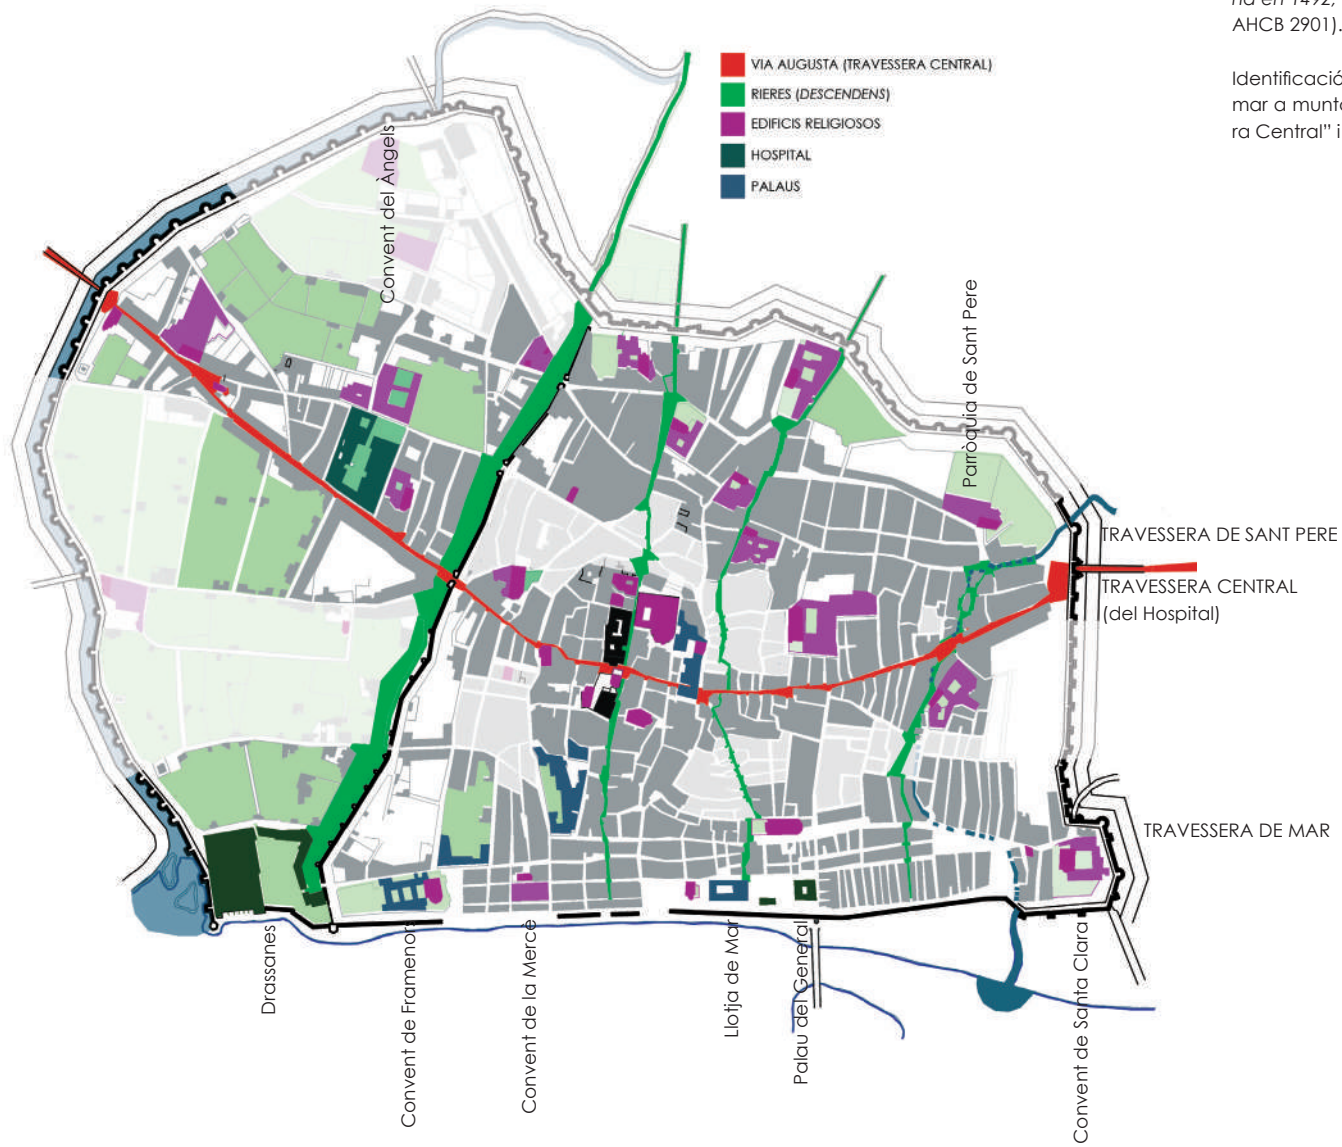 na en 1492,
AHCB 2901).
Identificació
mar a munta
ra Central" i
VIA AUGUSTA (TRAVESSERA CENTRAL)
RIERES (DESCENDENS)
EDIFICIS RELIGIOSOS
HOSPITAL
PALAUS
Convent del Àngels
Parròquia de Sant Pere
TRAVESSERA DE SANT PERE
TRAVESSERA CENTRAL
(del Hospital)
TRAVESSERA DE MAR
Drassanes
Convent de Framenors
Convent de la Merce
Llotja de Mar
Palau del General
Convent de Santa Clara